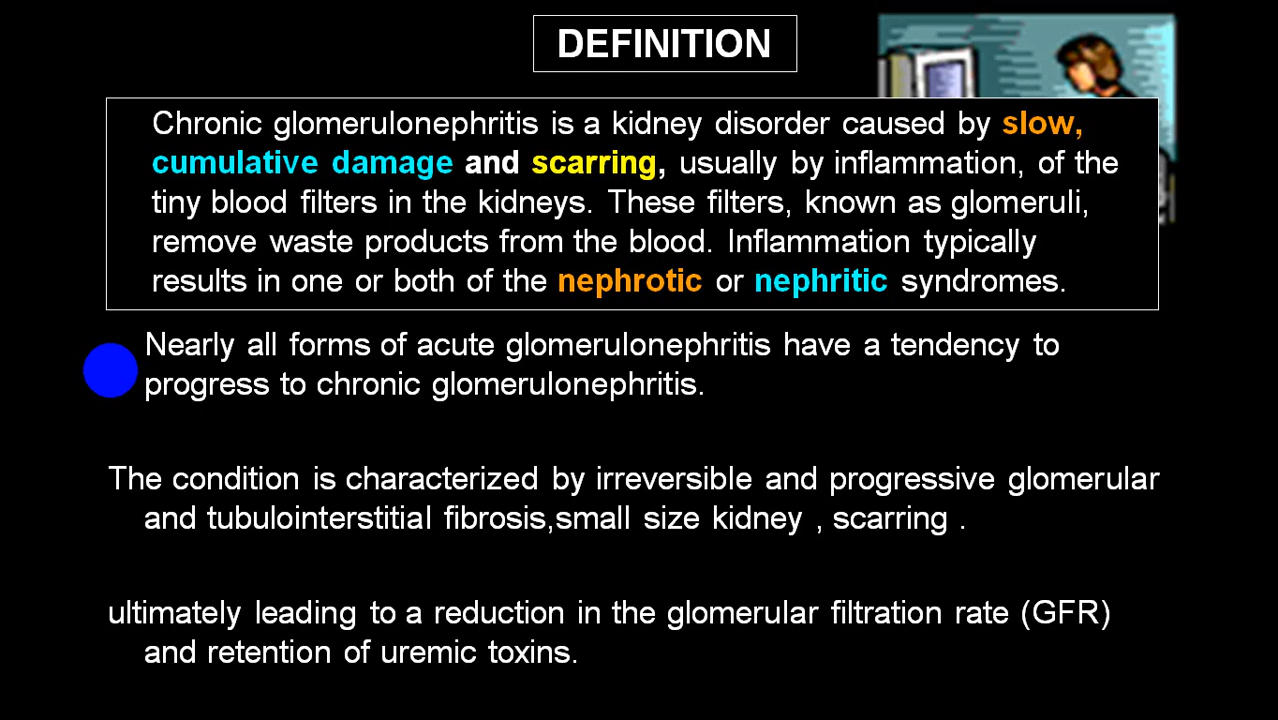 DEFINITION
Chronic glomerulonephritis is a kidney disorder caused by slow,
cumulative damage and scarring, usually by inflammation, of the
tiny blood filters in the kidneys. These filters, known as glomeruli,
remove waste products from the blood. Inflammation typically
results in one or both of the nephrotic or nephritic syndromes.
Nearly all forms of acute glomerulonephritis have a tendency to
progress to chronic glomerulonephritis.
The condition is characterized by irreversible and progressive glomerular
and tubulointerstitial fibrosis,small size kidney , scarring .
ultimately leading to a reduction in the glomerular filtration rate (GFR)
and retention of uremic toxins.